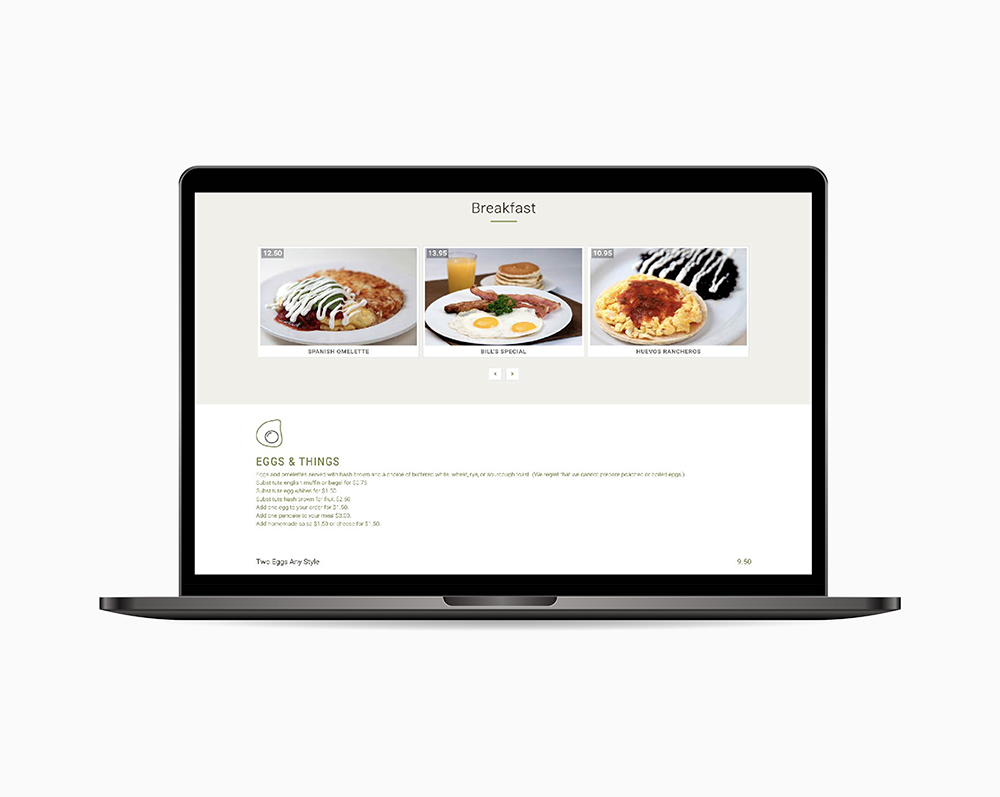 Breakfast
12.50
13.95
10.95
SPANISH OMELETTE
BILL'S SPECIAL
HUEVOS RANCHEROS
EGGS & THINGS
Eggs and omelettes served with hash brown and a choice of buttered white, wheat, rye, or sourdough toast. (We regret that we cannot prepare poached or boiled eggs.)
Substitute english muffin or bagel for $0.75.
Substitute egg whites for $1.50.
Substitute hash brown for fruit $2.50
Add one egg to your order for $1.50.
Add one pancake to your meal $3.00.
Add homemade salsa $1.50 or cheese for $1.50.
Two Eggs Any Style
9.50